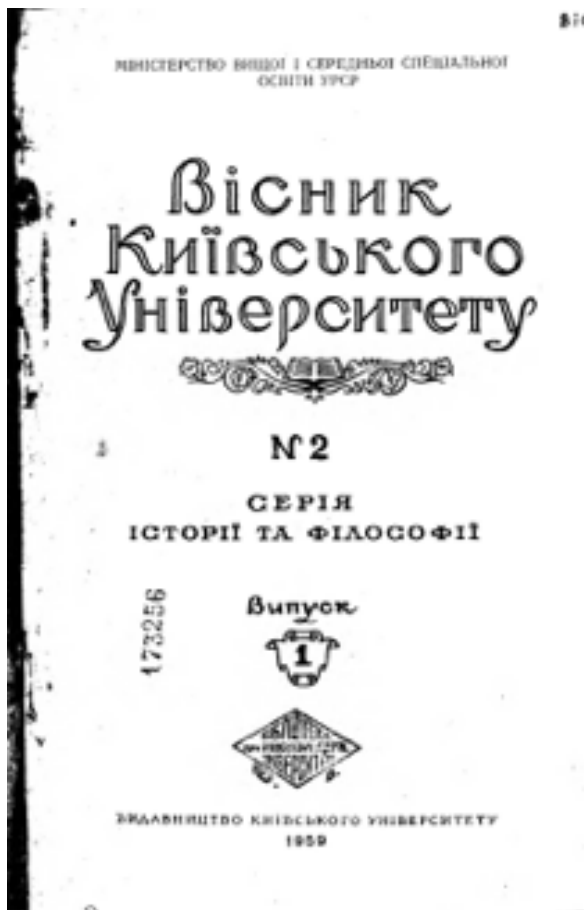 МІНІСТЕРСТВО ВИЩОЇ І СЕРЕДНЬОЇ СПЕЦІАЛЬНОЇ
ОСВІТИ УРСР
Вісник
Київського
Університету
№ 2
СЕРІЯ
ІСТОРІЇ ТА ФІЛОСОФІЇ
173256
Випуск
1
ВИДАВНИЦТВО КИЇВСЬКОГО УНІВЕРСИТЕТУ
1959